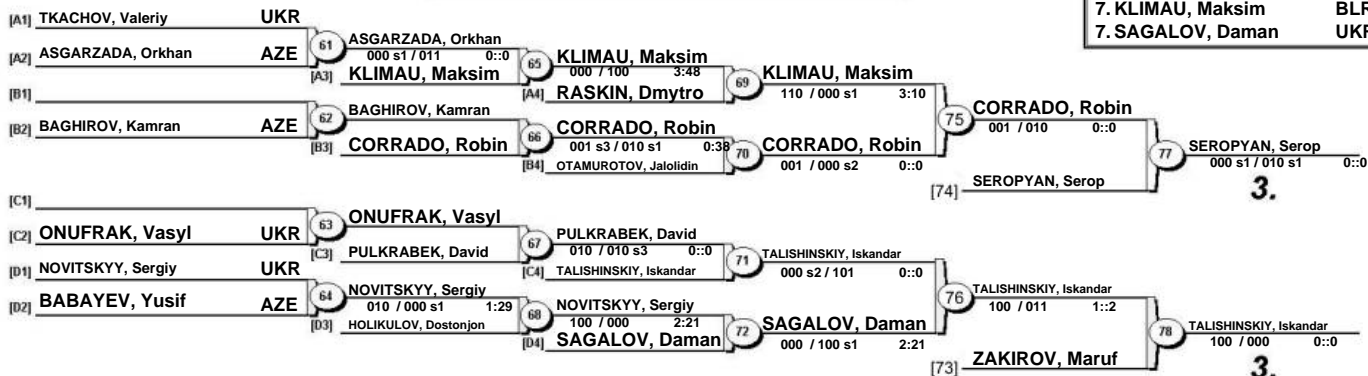 7. KLIMAU, Maksim BLR
7. SAGALOV, Daman UKR
[A1] TKACHOV, Valeriy UKR
61 ASGARZADA, Orkhan
000 s1 / 011 0::0
[A2] ASGARZADA, Orkhan AZE
[A3] KLIMAU, Maksim
65 KLIMAU, Maksim
000 / 100 3:48
[A4] RASKIN, Dmytro
69 KLIMAU, Maksim
110 / 000 s1 3:10
[B1]
62 BAGHIROV, Kamran
[B2] BAGHIROV, Kamran AZE
[B3] CORRADO, Robin
66 CORRADO, Robin
001 s3 / 010 s1 0:38
[B4] OTAMUROTOV, Jalolidin
70 CORRADO, Robin
001 / 000 s2 0::0
75 CORRADO, Robin
001 / 010 0::0
[74] SEROPYAN, Serop
77 SEROPYAN, Serop
000 s1 / 010 s1 0::0
3.
[C1]
63 ONUFRAK, Vasyl
[C2] ONUFRAK, Vasyl UKR
[C3] PULKRABEK, David
67 PULKRABEK, David
010 / 010 s3 0::0
[C4] TALISHINSKIY, Iskandar
71 TALISHINSKIY, Iskandar
000 s2 / 101 0::0
[D1] NOVITSKYY, Sergiy UKR
64 NOVITSKYY, Sergiy
010 / 000 s1 1:29
[D2] BABAYEV, Yusif AZE
[D3] HOLIKULOV, Dostonjon
68 NOVITSKYY, Sergiy
100 / 000 2:21
[D4] SAGALOV, Daman
72 SAGALOV, Daman
000 / 100 s1 2:21
76 TALISHINSKIY, Iskandar
100 / 011 1::2
[73] ZAKIROV, Maruf
78 TALISHINSKIY, Iskandar
100 / 000 0::0
3.